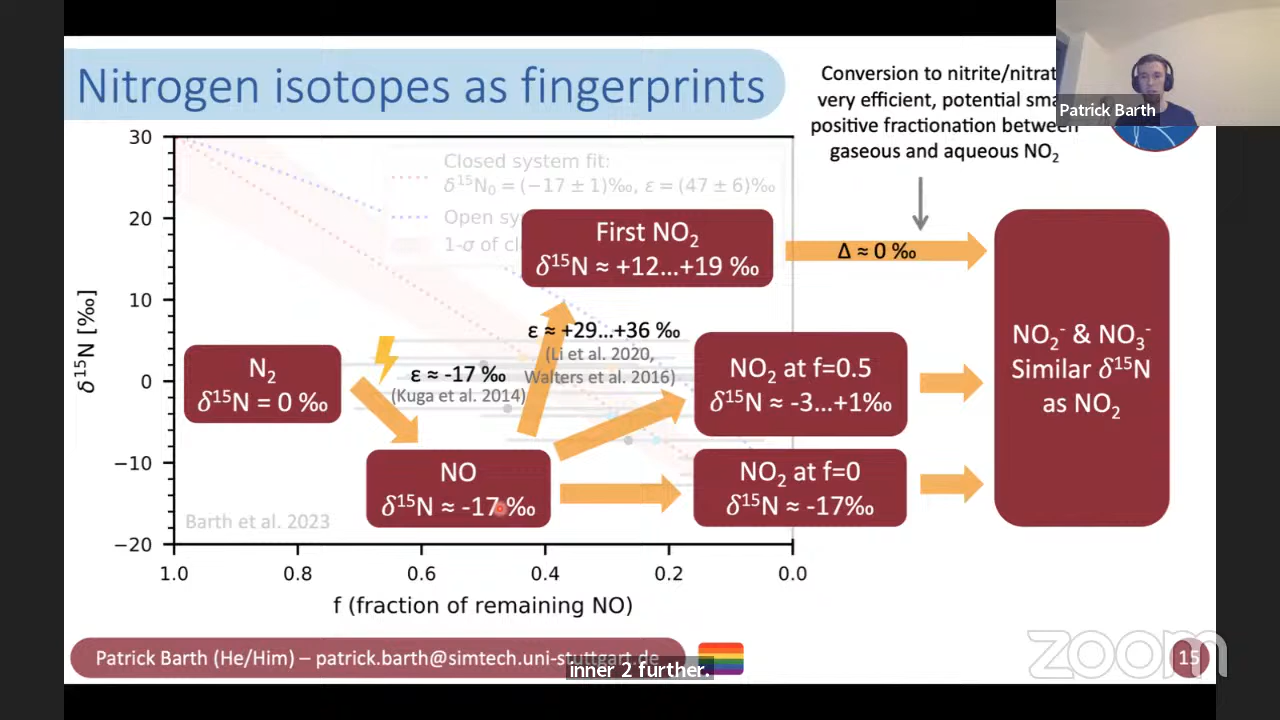 Nitrogen isotopes as fingerprints
Conversion to nitrite/nitrat
very efficient, potential sma
positive fractionation between
gaseous and aqueous NO₂
Patrick Barth
30
20
10
0
−10
−20
δ¹⁵N [‰]
Closed system fit:
δ¹⁵N₀ = (−17 ± 1)‰, ε = (47 ± 6)‰
Open sy
1-σ of cl
First NO₂
δ¹⁵N ≈ +12...+19 ‰
Δ ≈ 0 ‰
ε ≈ +29...+36 ‰
(Li et al. 2020,
Walters et al. 2016)
N₂
δ¹⁵N = 0 ‰
ε ≈ -17 ‰
(Kuga et al. 2014)
NO₂ at f=0.5
δ¹⁵N ≈ -3...+1‰
NO₂⁻ & NO₃⁻
Similar δ¹⁵N
as NO₂
NO
δ¹⁵N ≈ -17 ‰
NO₂ at f=0
δ¹⁵N ≈ -17‰
Barth et al. 2023
1.0 0.8 0.6 0.4 0.2 0.0
f (fraction of remaining NO)
Patrick Barth (He/Him) – patrick.barth@simtech.uni-stuttgart.de
inner 2 further.
zoom
15